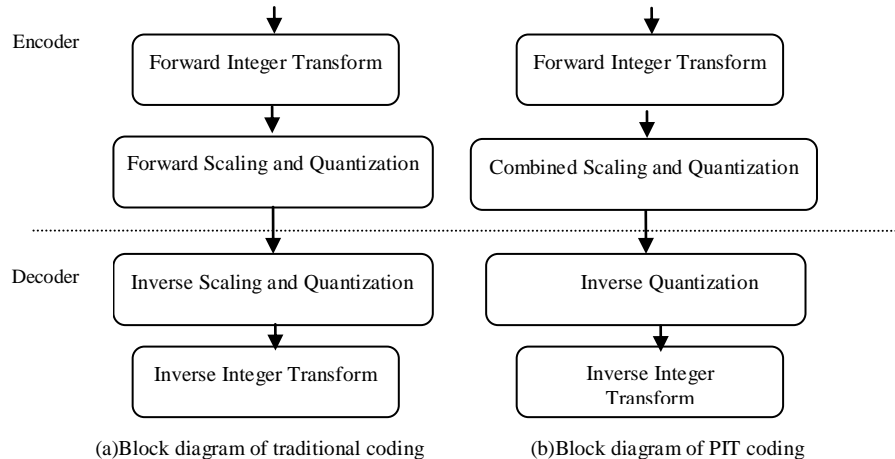 Encoder
Forward Integer Transform
Forward Integer Transform
Forward Scaling and Quantization
Combined Scaling and Quantization
Decoder
Inverse Scaling and Quantization
Inverse Quantization
Inverse Integer Transform
Inverse Integer
Transform
(a)Block diagram of traditional coding
(b)Block diagram of PIT coding